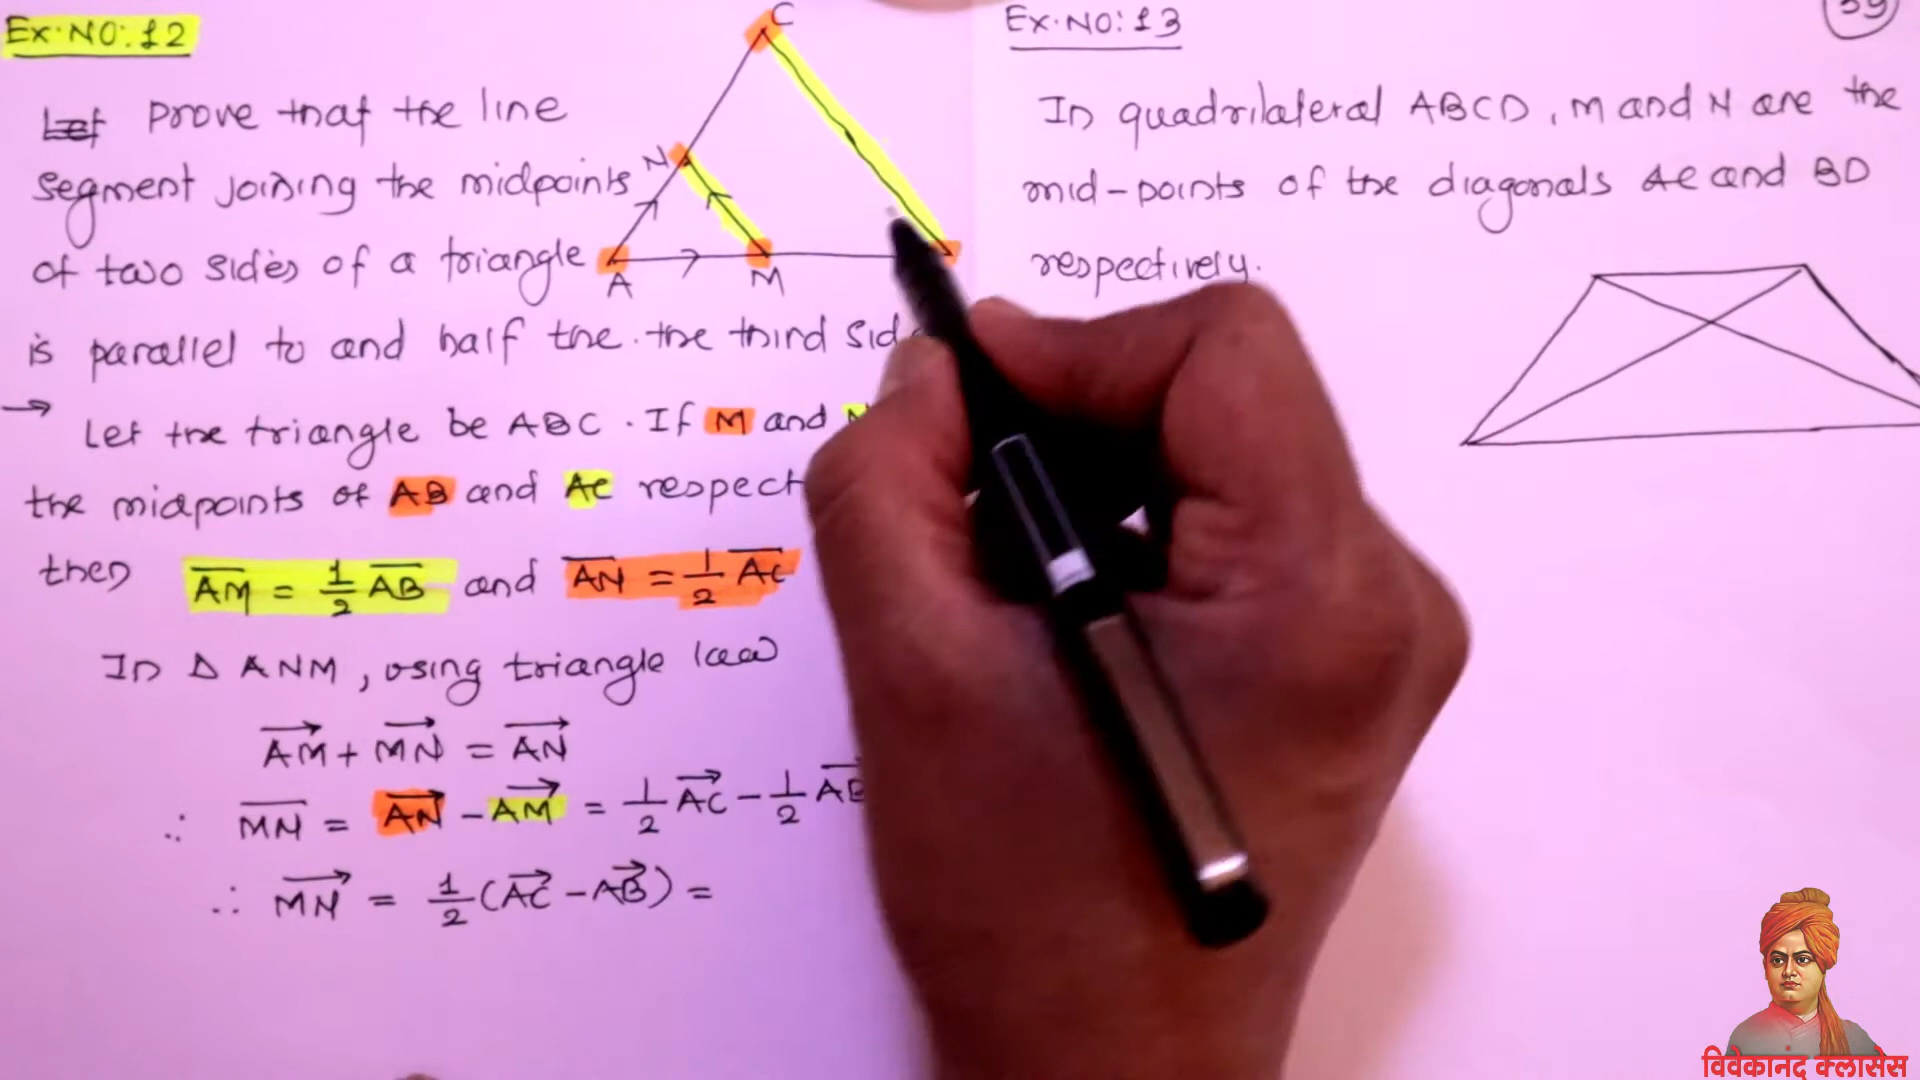 Ex.NO:12
Let prove that the line
segment joining the midpoints
of two sides of a triangle
is parallel to and half the the third sid
→ Let the triangle be ABC. If M and N
the midpoints of AB and AC respect
then AM = 1/2 AB and AN = 1/2 AC
In Δ ANM, using triangle law
AM + MN = AN
∴ MN = AN - AM = 1/2 AC - 1/2 AB
∴ MN = 1/2 (AC - AB) =
C
N
A
M
Ex.NO:13
39
In quadrilateral ABCD, M and N are the
mid-points of the diagonals AC and BD
respectively.
विवेकानंद क्लासेस